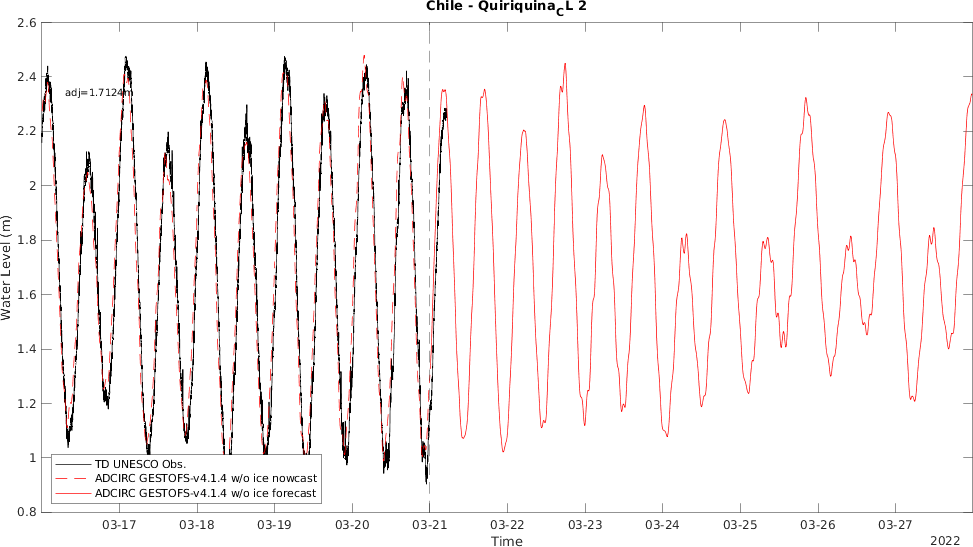 Chile - Quiriquina_CL 2
2.6
2.4
2.2
2
1.8
1.6
1.4
1.2
1
0.8
Water Level (m)
adj=1.7124m
TD UNESCO Obs.
ADCIRC GESTOFS-v4.1.4 w/o ice nowcast
ADCIRC GESTOFS-v4.1.4 w/o ice forecast
03-17 03-18 03-19 03-20 03-21 03-22 03-23 03-24 03-25 03-26 03-27
Time
2022